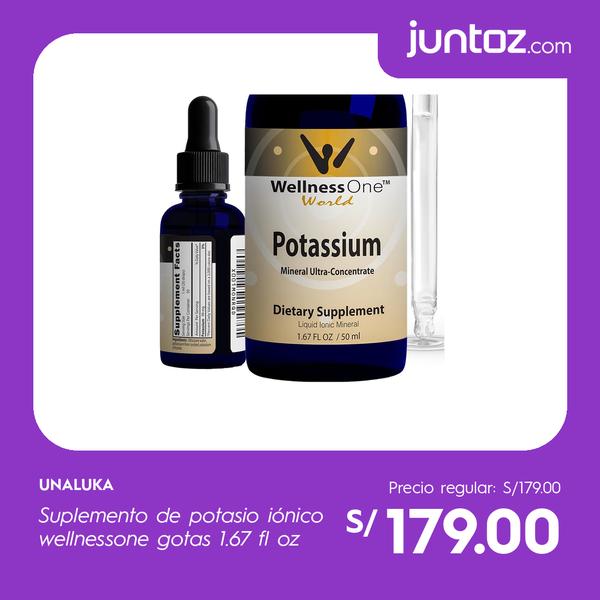 juntoz.com
WellnessOne™
World
Potassium
Mineral Ultra-Concentrate
Dietary Supplement
Liquid Ionic Mineral
1.67 FL OZ / 50 ml
Supplement Facts
UNALUKA
Suplemento de potasio iónico
wellnessone gotas 1.67 fl oz
Precio regular: S/179.00
S/179.00